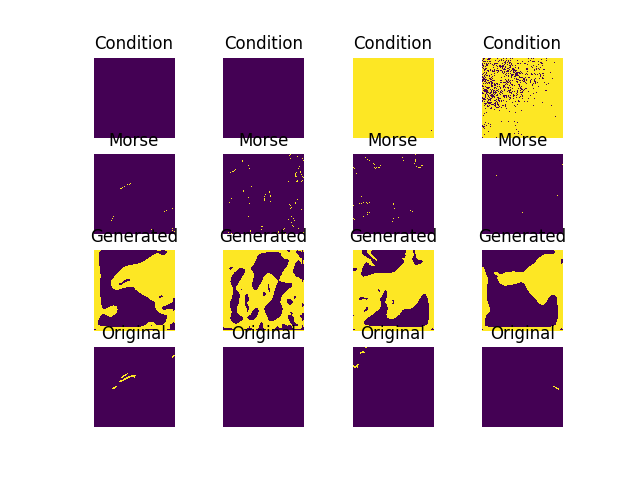 Condition Condition Condition Condition
Morse Morse Morse Morse
Generated Generated Generated Generated
Original Original Original Original